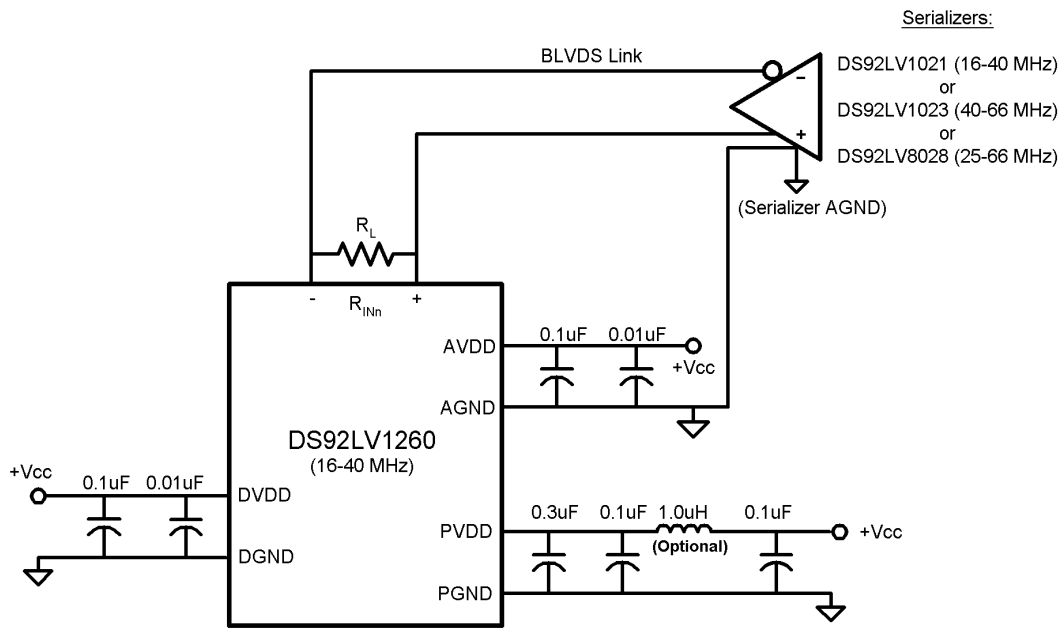 Serializers:
BLVDS Link
DS92LV1021 (16-40 MHz)
or
DS92LV1023 (40-66 MHz)
or
DS92LV8028 (25-66 MHz)
-
+
(Serializer AGND)
RL
- RINn +
AVDD
0.1uF 0.01uF
+Vcc
AGND
DS92LV1260
(16-40 MHz)
+Vcc
0.1uF 0.01uF
DVDD
DGND
PVDD
0.3uF 0.1uF 1.0uH 0.1uF
(Optional)
+Vcc
PGND